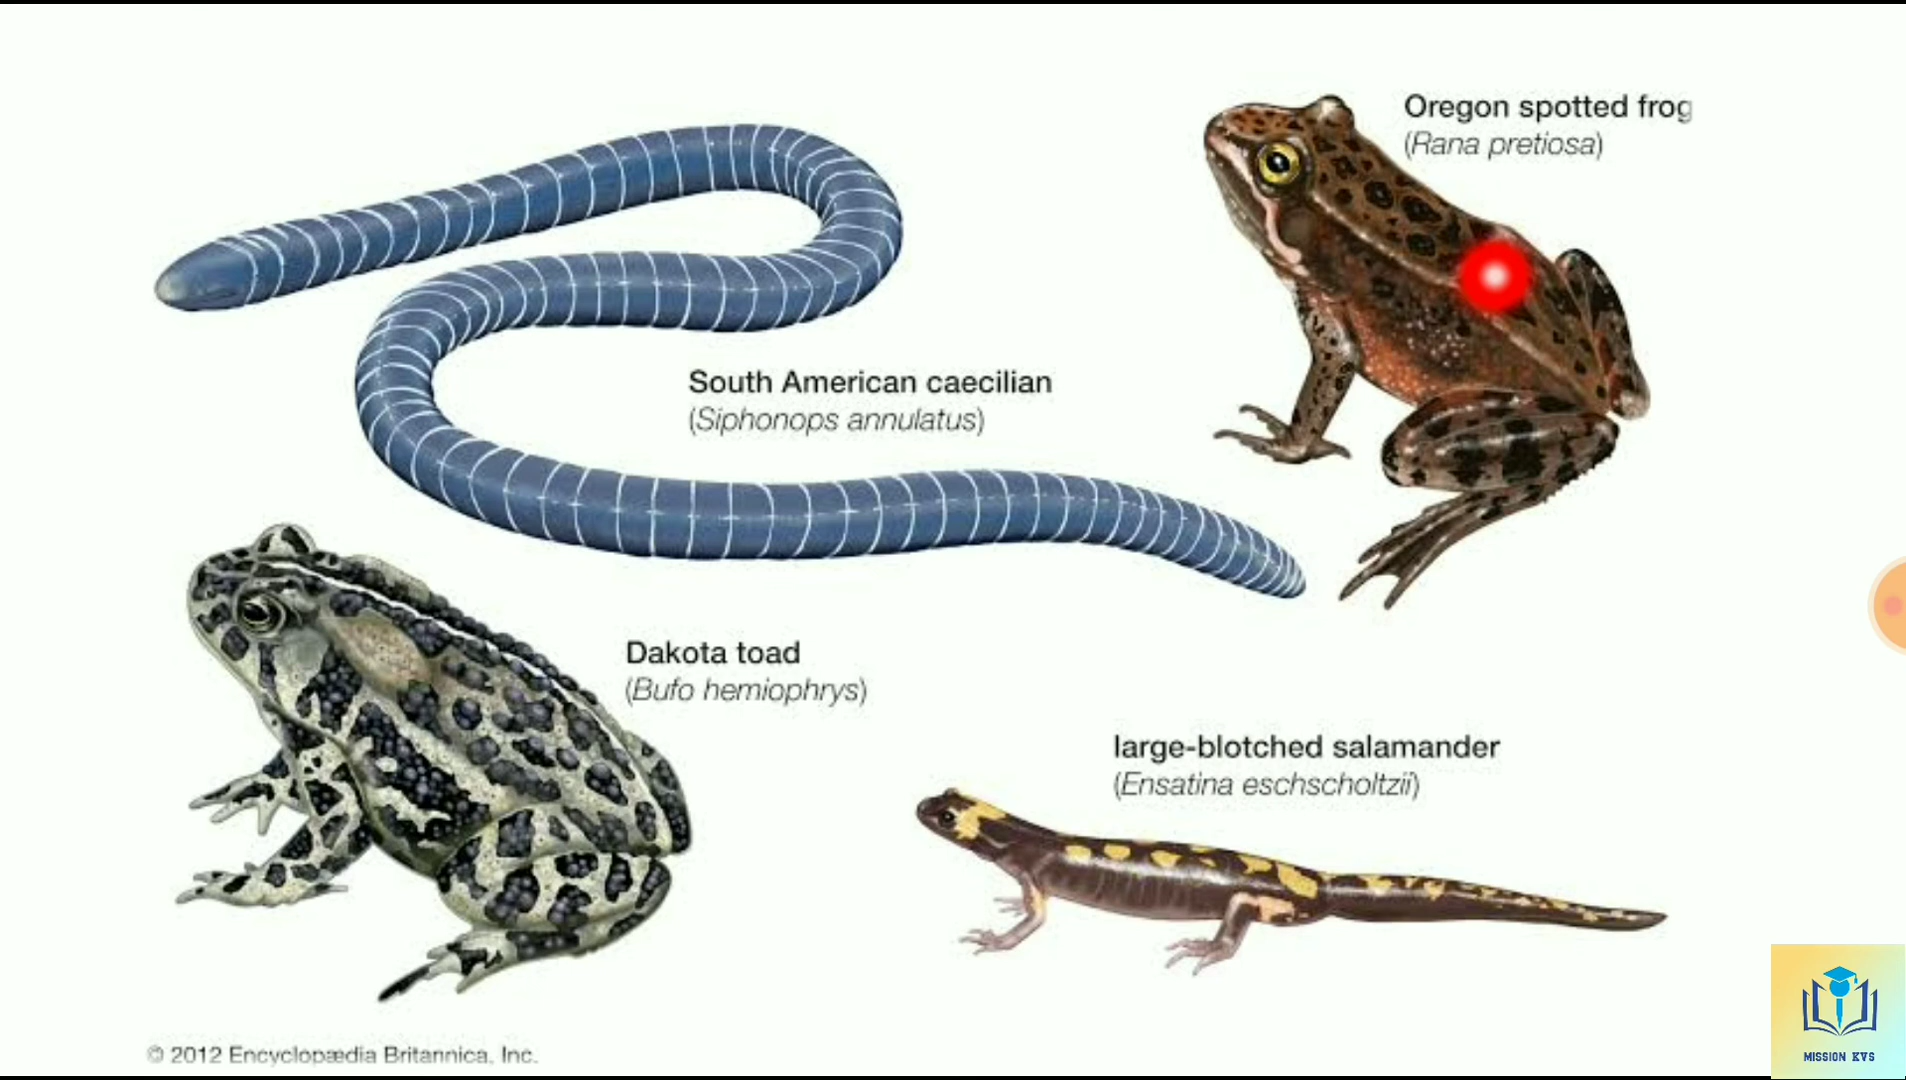 Oregon spotted frog
(Rana pretiosa)
South American caecilian
(Siphonops annulatus)
Dakota toad
(Bufo hemiophrys)
large-blotched salamander
(Ensatina eschscholtzii)
© 2012 Encyclopædia Britannica, Inc.
MISSION KVS